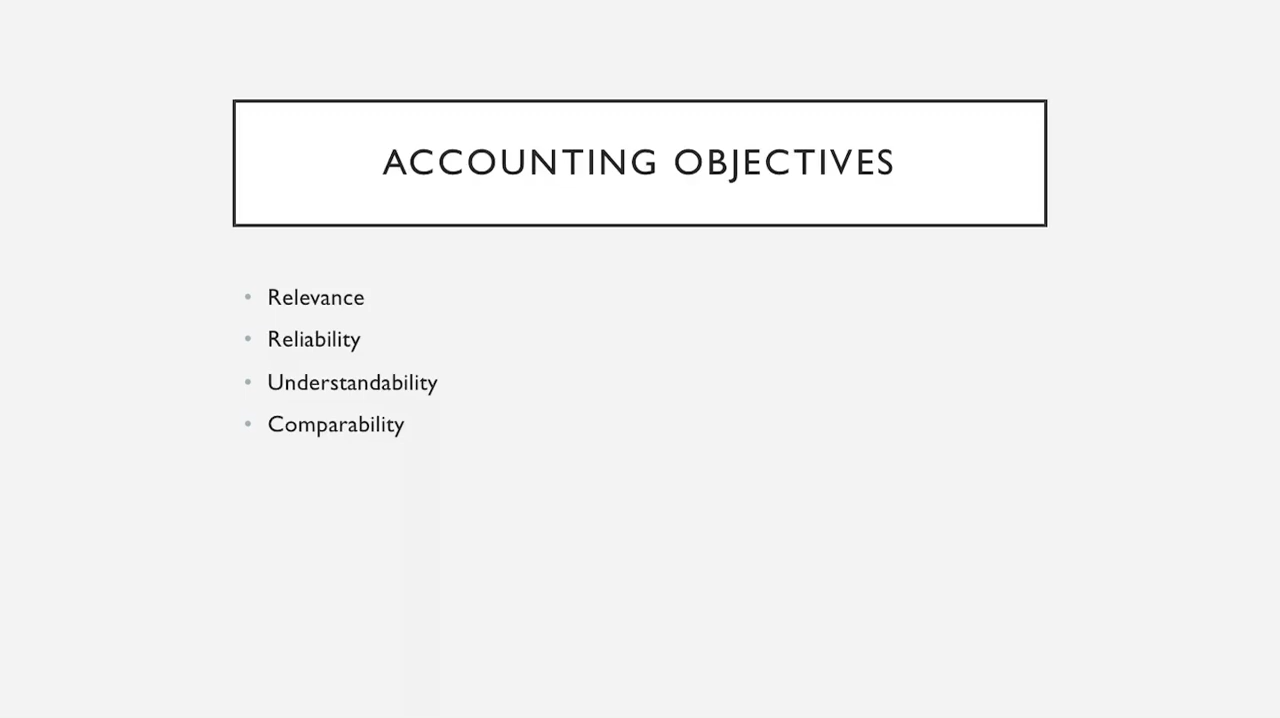 ACCOUNTING OBJECTIVES
• Relevance
• Reliability
• Understandability
• Comparability